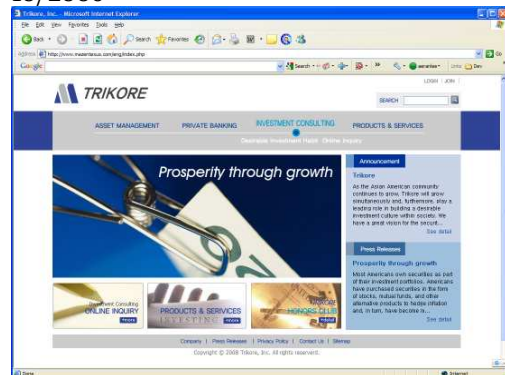 Trikore, Inc. Microsoft Internet Explorer
File Edit View Favorites Tools Help
Back Search Favorites
Address
Google Search
Links
LOGIN | JOIN |
TRIKORE
SEARCH
ASSET MANAGEMENT PRIVATE BANKING INVESTMENT CONSULTING PRODUCTS & SERVICES
Desirable Investment Habit Online Inquiry
Prosperity through growth
Announcement
Trikore
As the Asian American community
continues to grow, Trikore will grow
simultaneously and, furthermore, play a
leading role in building a desirable
investment culture within society. We
have a great vision for the securit...
See detail
Press Releases
Prosperity through growth
Most Americans own securities as part
of their investment portfolios. Americans
have purchased securities in the form
of stocks, mutual funds, and other
alternative products to hedge inflation
and, in turn, have become is...
See detail
Investment Consulting
ONLINE INQUIRY
more
PRODUCTS & SERVICES
INVESTING more
HONORS CLUB
Company | Press Releases | Privacy Policy | Contact Us | Sitemap
Copyright © 2008 Trikore, Inc. All rights reserved.
Done Internet